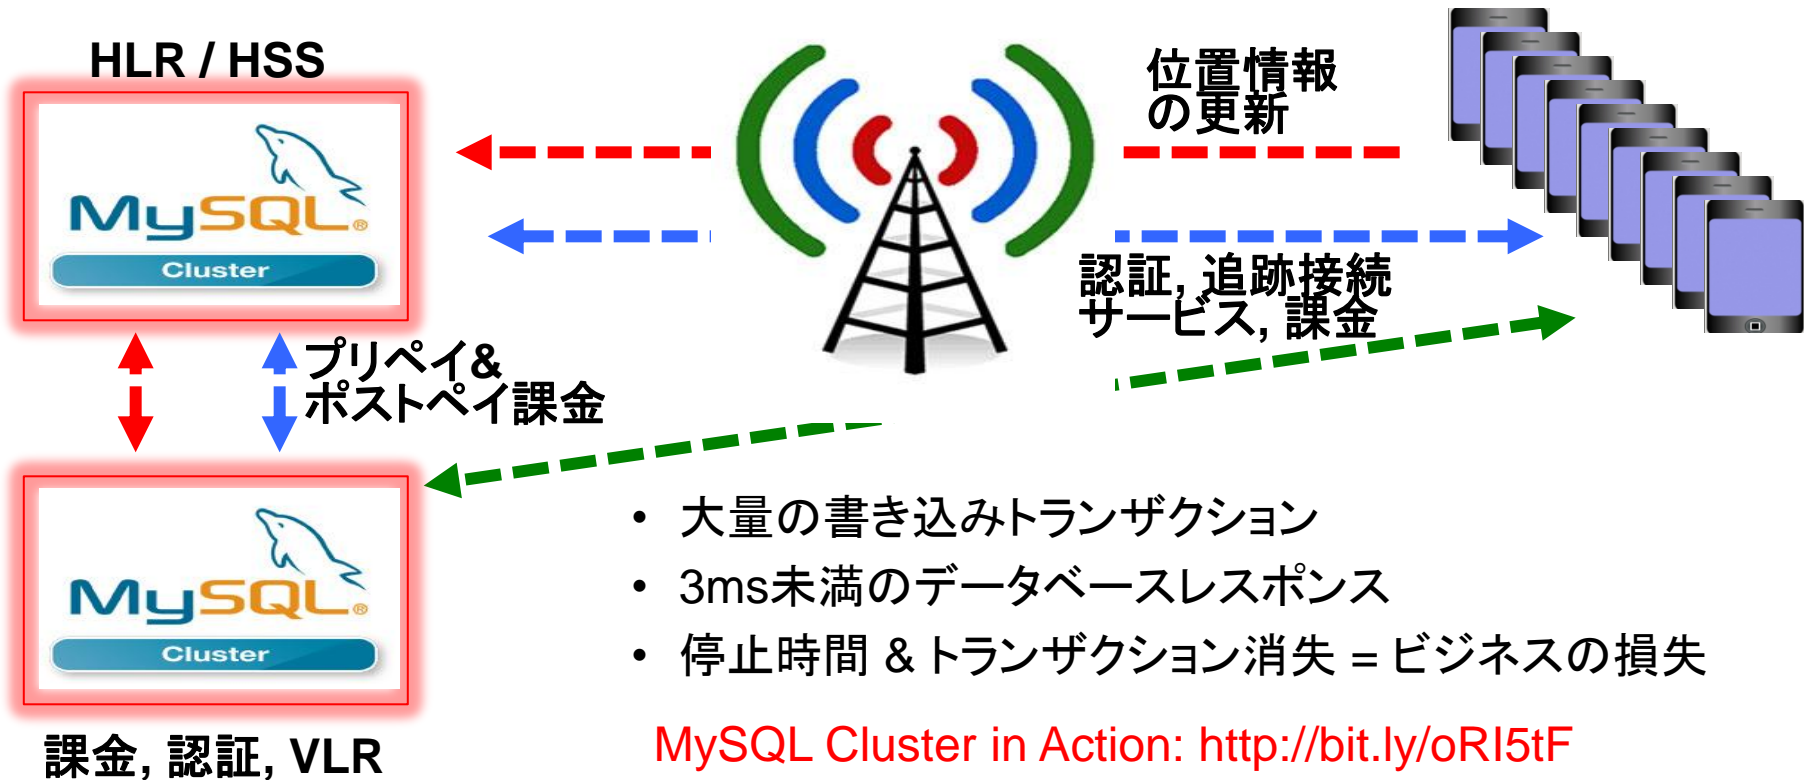 HLR / HSS
MySQL®
Cluster
位置情報
の更新
認証, 追跡接続
サービス, 課金
プリペイ&
ポストペイ課金
MySQL®
Cluster
課金, 認証, VLR
• 大量の書き込みトランザクション
• 3ms未満のデータベースレスポンス
• 停止時間 & トランザクション消失 = ビジネスの損失
MySQL Cluster in Action: http://bit.ly/oRI5tF